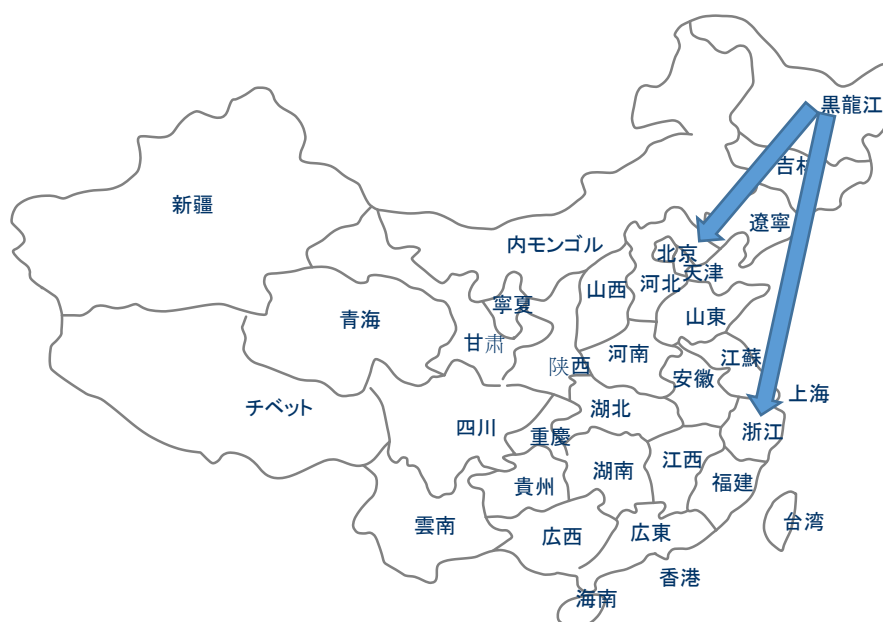 黒龍江
吉林
新疆
遼寧
内モンゴル
北京
天津
山西
河北
寧夏
山東
青海
甘肃
河南
江蘇
陕西
安徽
上海
チベット
湖北
四川
重慶
浙江
江西
湖南
貴州
福建
雲南
台湾
広西
広東
香港
海南